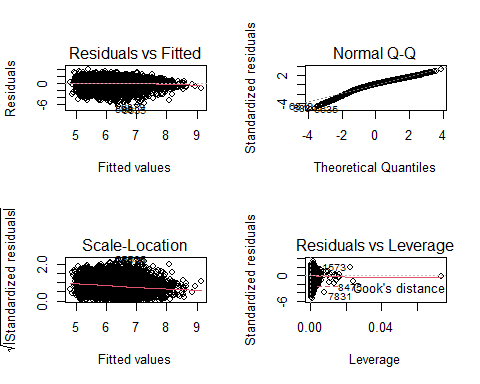 Residuals vs Fitted
Residuals
0
-6
5 6 7 8 9
Fitted values
Normal Q-Q
Standardized residuals
2
-4
-4 -2 0 2 4
Theoretical Quantiles
Scale-Location
√|Standardized residuals|
2.0
0.0
5 6 7 8 9
Fitted values
Residuals vs Leverage
Standardized residuals
0
-6
1573
Cook's distance
7831
0.00 0.04
Leverage